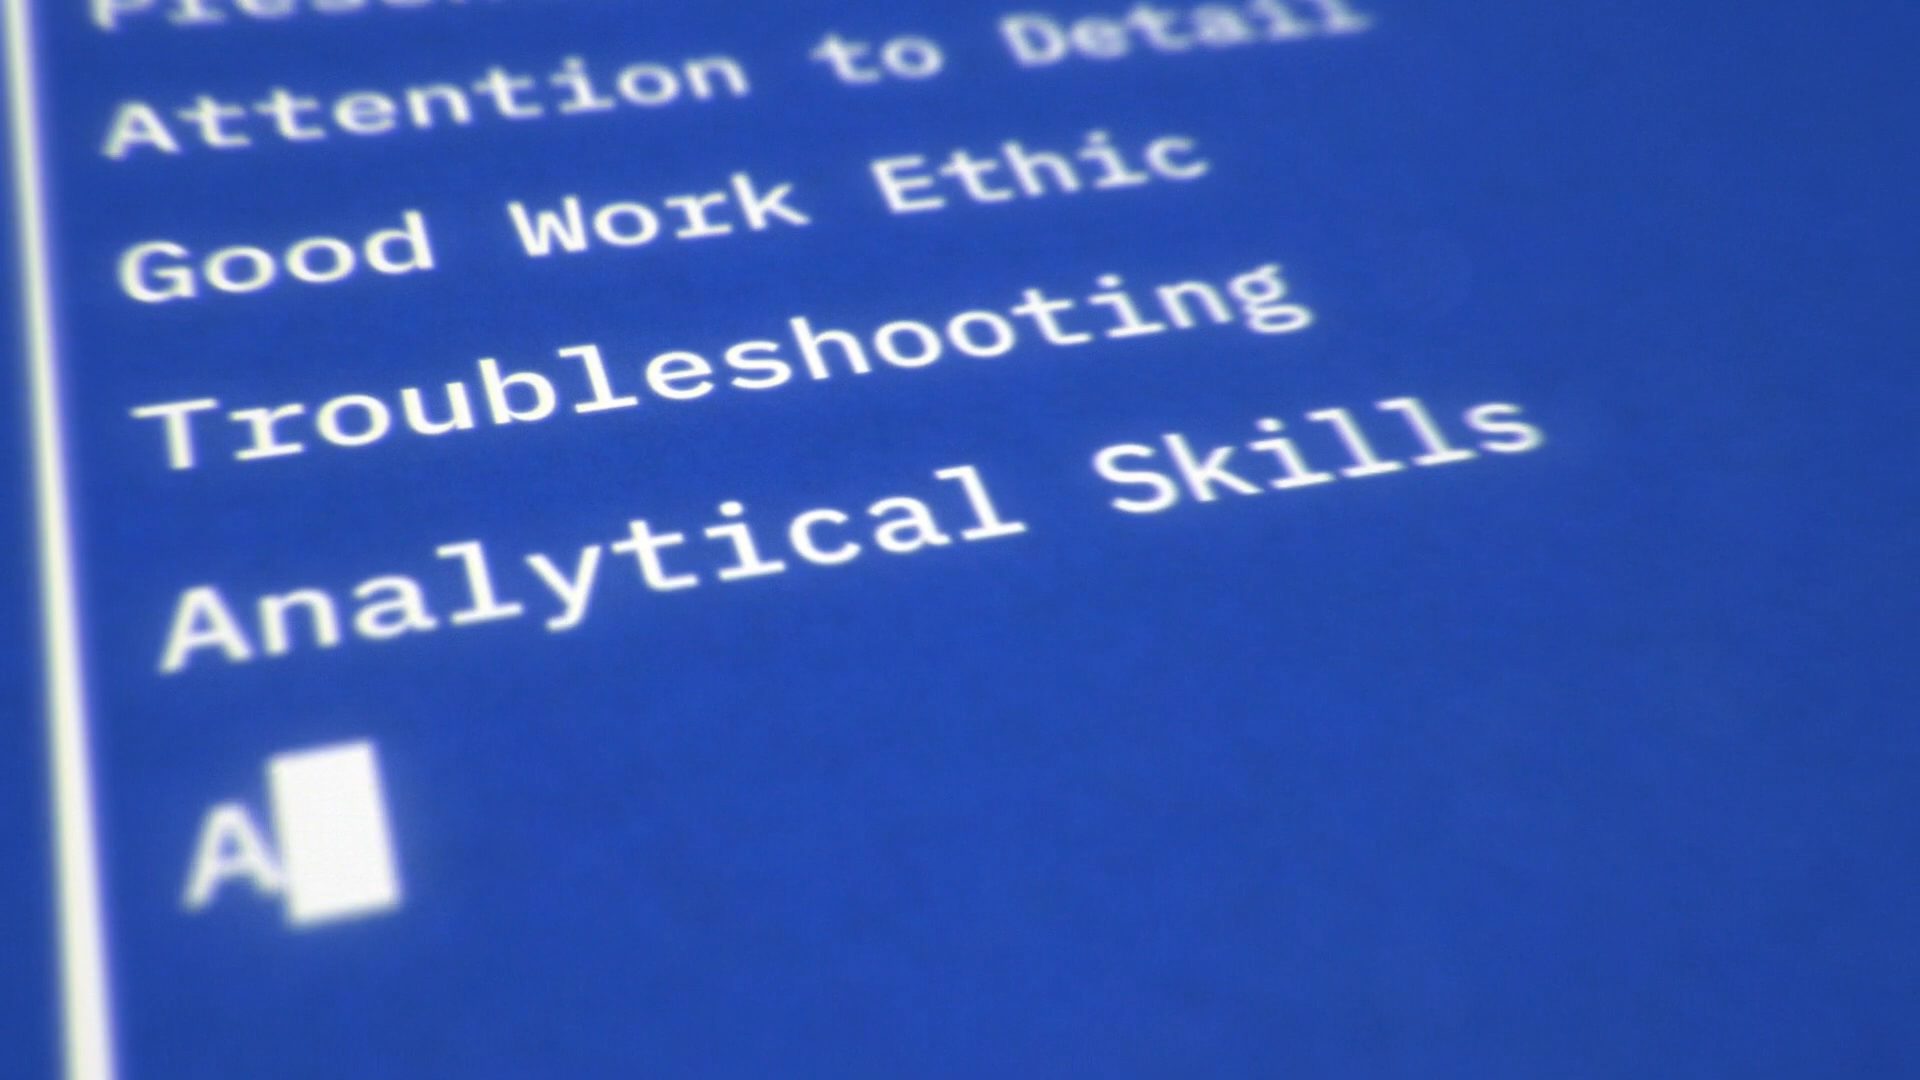 Attention to Detail
Good Work Ethic
Troubleshooting
Analytical Skills
A